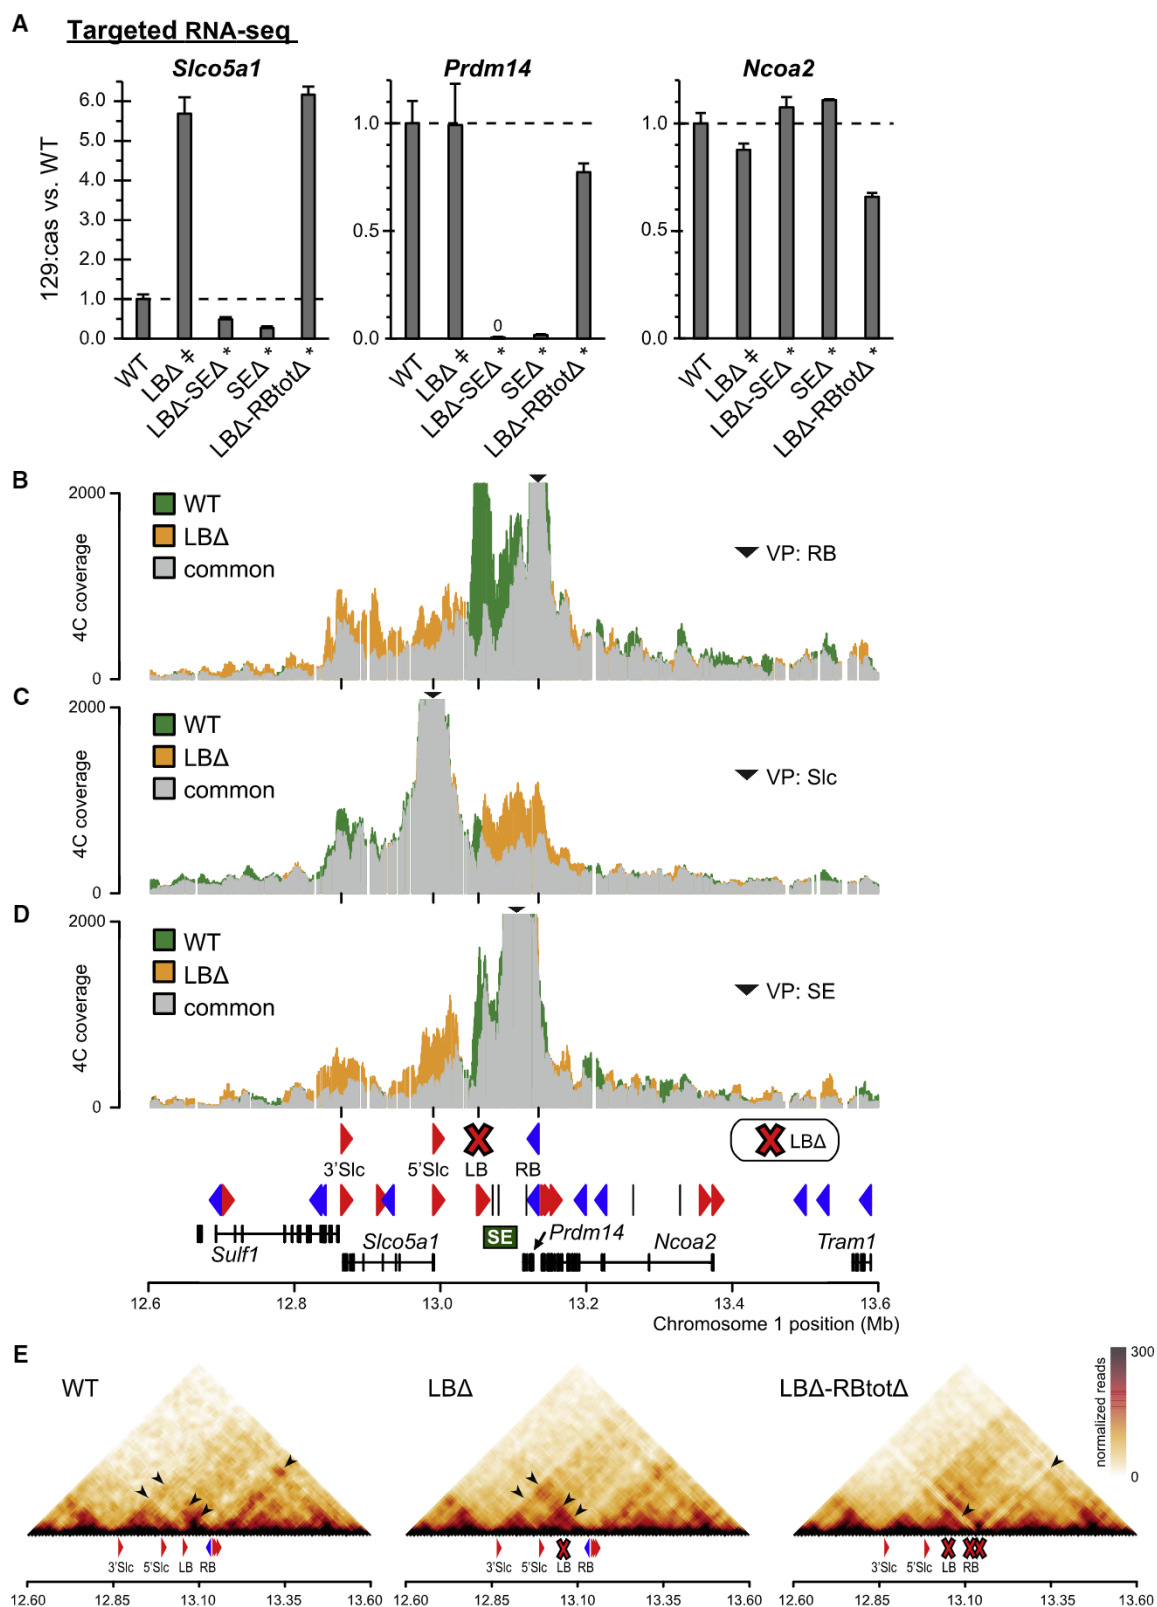 A
Targeted RNA-seq
Slco5a1
Prdm14
Ncoa2
129:cas vs. WT
6.0
5.0
4.0
3.0
2.0
1.0
0.0
WT
LBΔ ‡
LBΔ-SEΔ *
SEΔ *
LBΔ-RBtotΔ *
1.0
0.5
0.0
0
WT
LBΔ ‡
LBΔ-SEΔ *
SEΔ *
LBΔ-RBtotΔ *
1.0
0.5
0.0
WT
LBΔ ‡
LBΔ-SEΔ *
SEΔ *
LBΔ-RBtotΔ *
B
4C coverage
2000
0
WT
LBΔ
common
VP: RB
C
4C coverage
2000
0
WT
LBΔ
common
VP: Slc
D
4C coverage
2000
0
WT
LBΔ
common
VP: SE
3'Slc
5'Slc
LB
RB
LBΔ
Sulf1
Slco5a1
SE
Prdm14
Ncoa2
Tram1
12.6
12.8
13.0
13.2
13.4
13.6
Chromosome 1 position (Mb)
E
WT
LBΔ
LBΔ-RBtotΔ
normalized reads
300
0
3'Slc
5'Slc
LB
RB
3'Slc
5'Slc
LB
RB
3'Slc
5'Slc
LB
RB
12.60
12.85
13.10
13.35
13.60
12.60
12.85
13.10
13.35
13.60
12.60
12.85
13.10
13.35
13.60